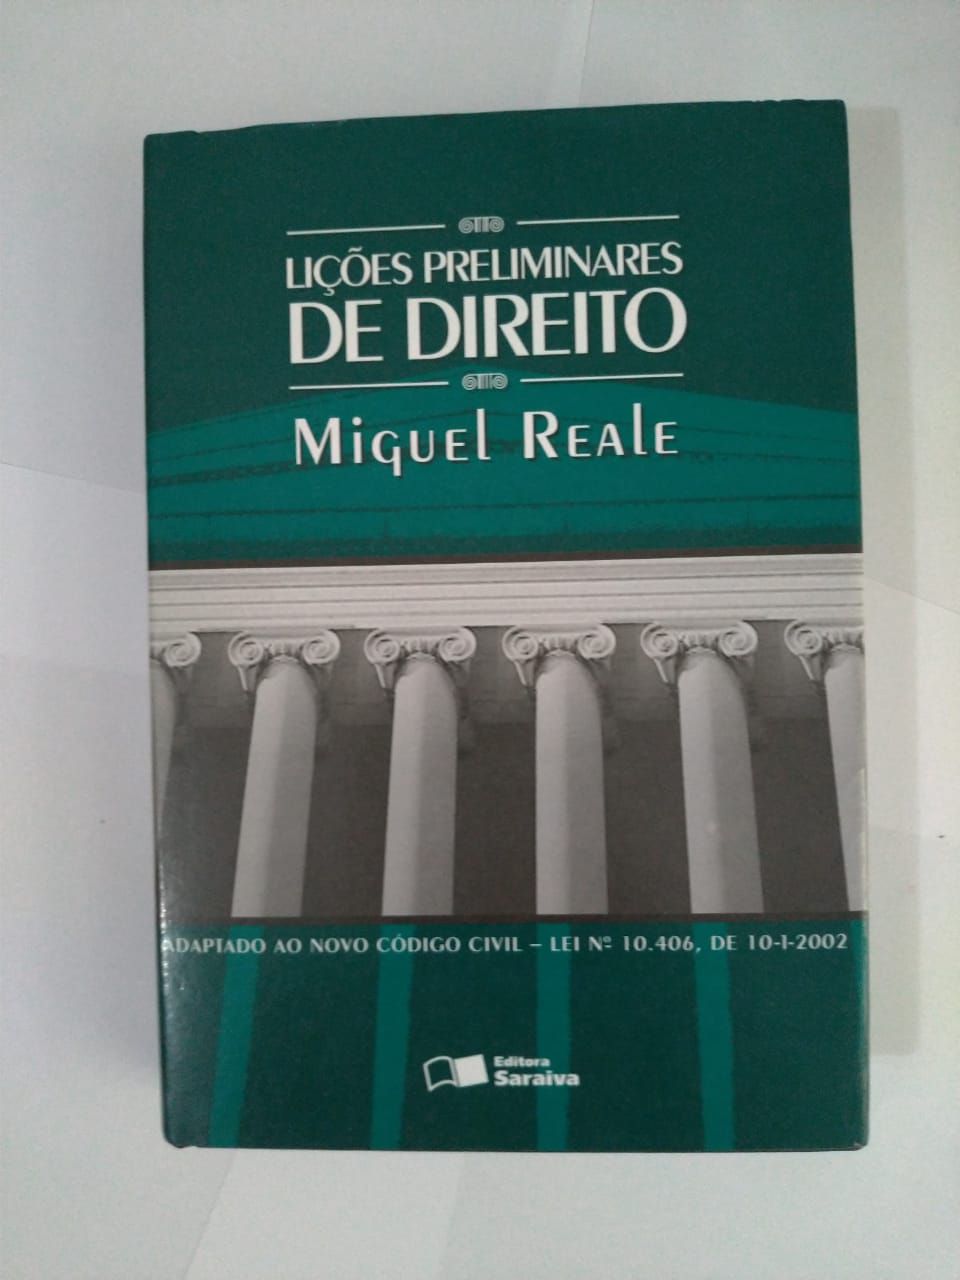 LIÇÕES PRELIMINARES
DE DIREITO
Miguel Reale
ADAPTADO AO NOVO CÓDIGO CIVIL – LEI Nº 10.406, DE 10-1-2002
Editora
Saraiva